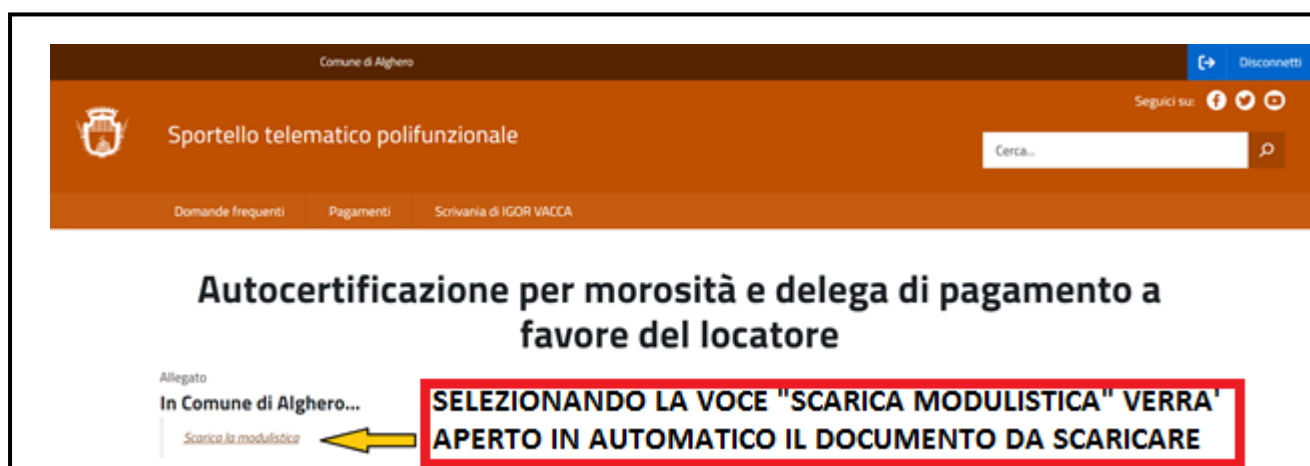 Comune di Alghero
Disconnetti
Seguici su:
Sportello telematico polifunzionale
Cerca...
Domande frequenti Pagamenti Scrivania di IGOR VACCA
Autocertificazione per morosità e delega di pagamento a
favore del locatore
Allegato
In Comune di Alghero...
Scarica la modulistica
SELEZIONANDO LA VOCE "SCARICA MODULISTICA" VERRA'
APERTO IN AUTOMATICO IL DOCUMENTO DA SCARICARE